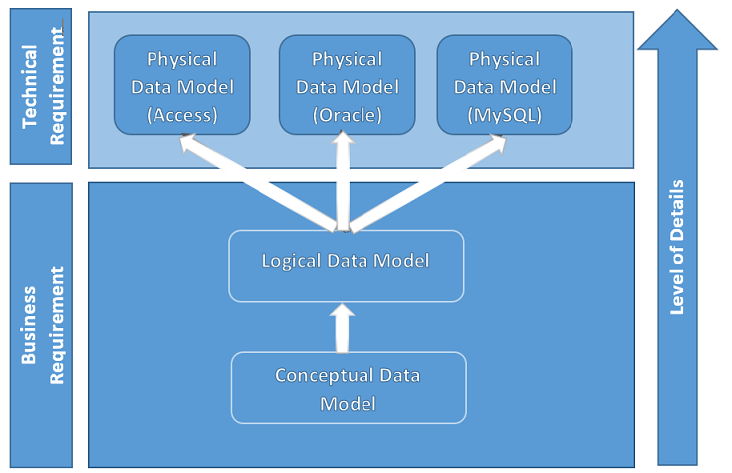 Technical
Requirement
Physical
Data Model
(Access)
Physical
Data Model
(Oracle)
Physical
Data Model
(MySQL)
Business
Requirement
Logical Data Model
Conceptual Data
Model
Level of Details